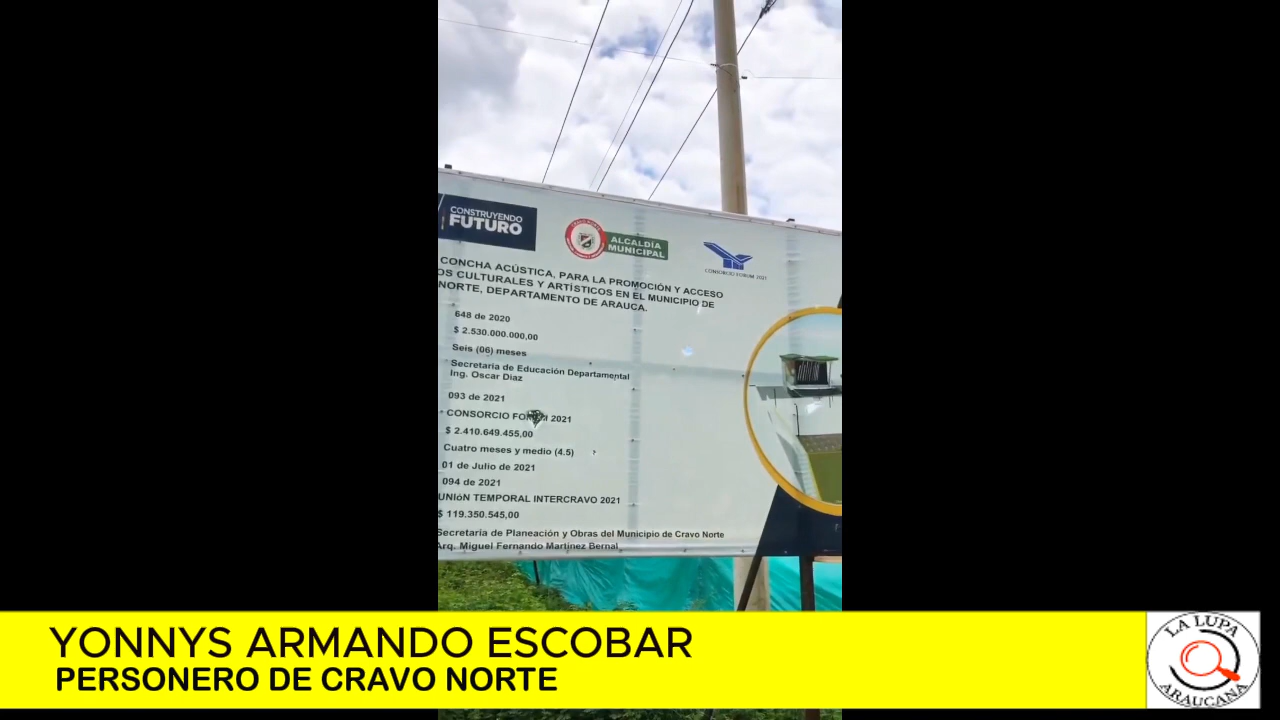 CONSTRUYENDO
FUTURO
ALCALDÍA
MUNICIPAL
CONSORCIO FORUM 2021
CONCHA ACÚSTICA, PARA LA PROMOCIÓN Y ACCESO
OS CULTURALES Y ARTÍSTICOS EN EL MUNICIPIO DE
NORTE, DEPARTAMENTO DE ARAUCA.
648 de 2020
$ 2.530.000.000,00
Seis (06) meses
Secretaria de Educación Departamental
Ing. Oscar Díaz
093 de 2021
CONSORCIO 2021
$ 2.410.649.455,00
Cuatro meses y medio (4.5)
01 de Julio de 2021
094 de 2021
UNIóN TEMPORAL INTERCRAVO 2021
$ 119.350.545,00
Secretaría de Planeación y Obras del Municipio de Cravo Norte
Arq. Miguel Fernando Martínez Bernal
YONNYS ARMANDO ESCOBAR
PERSONERO DE CRAVO NORTE
LA LUPA
ARAUCANA